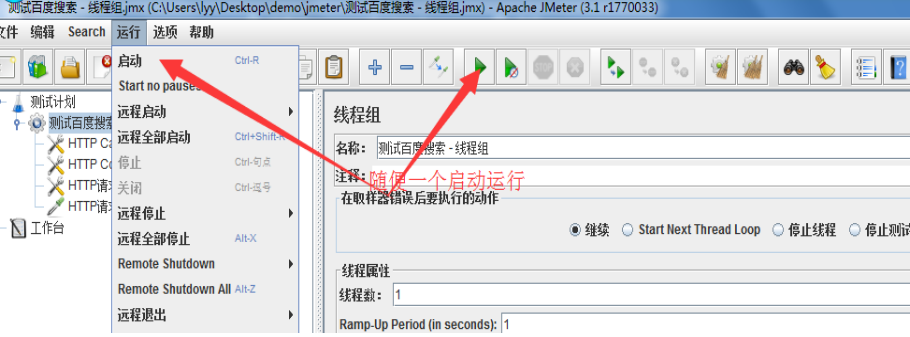 测试百度搜索 - 线程组.jmx (C:\Users\lyy\Desktop\demo\jmeter\测试百度搜索 - 线程组.jmx) - Apache JMeter (3.1 r1770033)
文件 编辑 Search 运行 选项 帮助
启动 Ctrl-R
Start no pauses
远程启动
远程全部启动 Ctrl+Shift-
停止 Ctrl-句点
关闭 Ctrl-逗号
远程停止
远程全部停止 Alt-X
Remote Shutdown
Remote Shutdown All Alt-Z
远程退出
测试计划
测试百度搜索
HTTP Ca
HTTP Co
HTTP请
HTTP请
工作台
线程组
名称： 测试百度搜索 - 线程组
注释：
随便一个启动运行
在取样器错误后要执行的动作
继续 Start Next Thread Loop 停止线程 停止测试
线程属性
线程数： 1
Ramp-Up Period (in seconds): 1